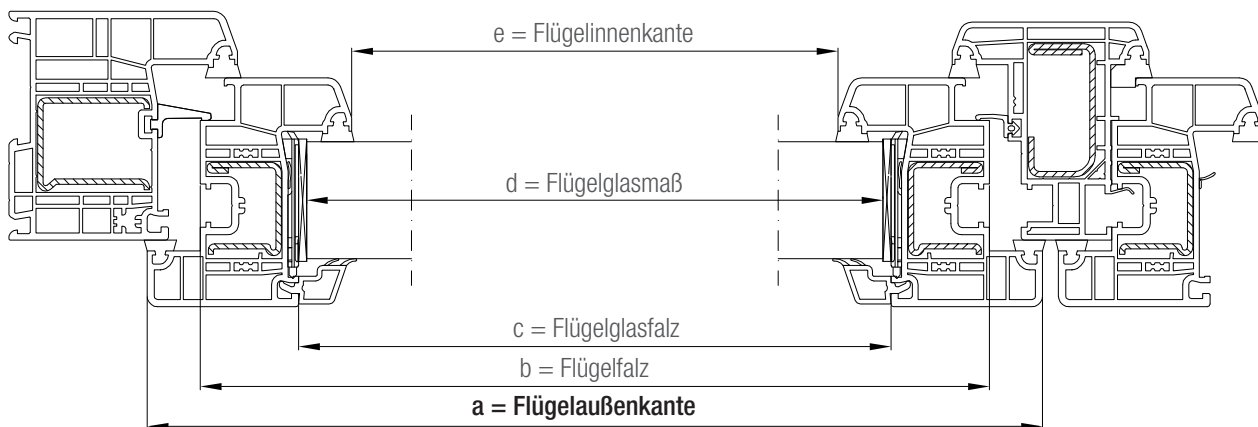 e = Flügelinnenkante
d = Flügelglasmaß
c = Flügelglasfalz
b = Flügelfalz
a = Flügelaußenkante